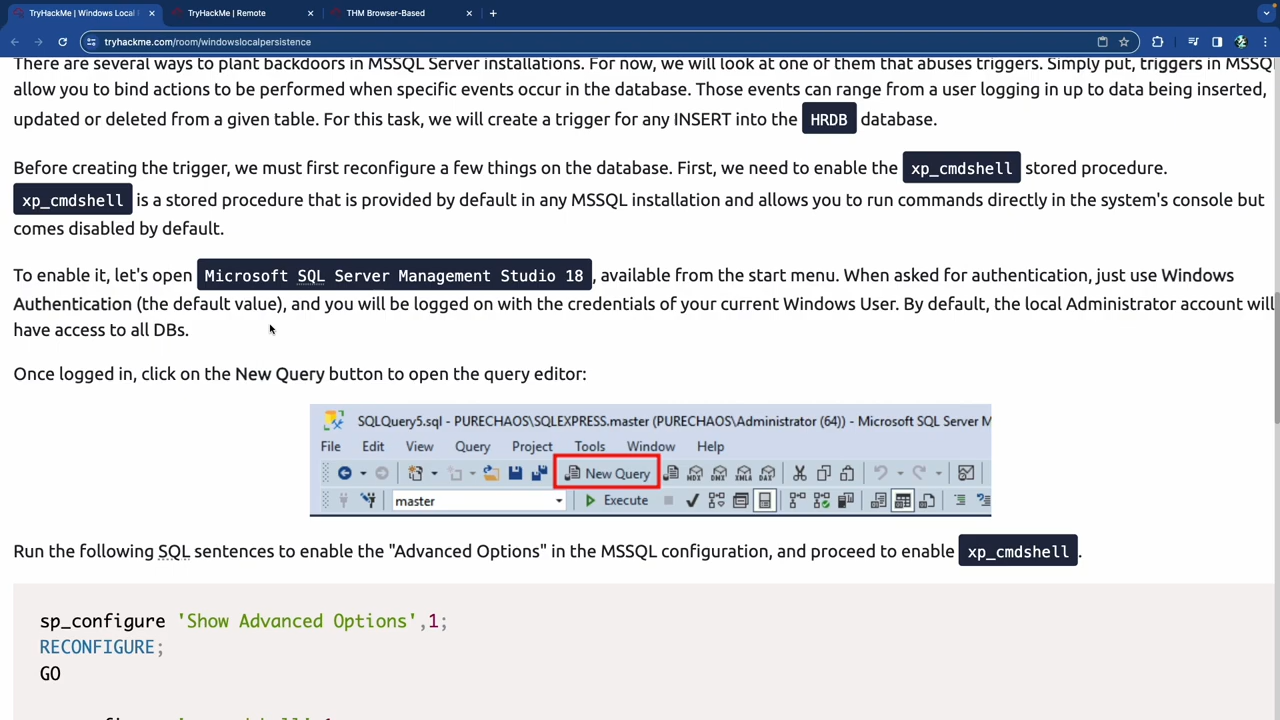 TryHackMe | Windows Local
TryHackMe | Remote
THM Browser-Based
tryhackme.com/room/windowslocalpersistence
There are several ways to plant backdoors in MSSQL Server installations. For now, we will look at one of them that abuses triggers. Simply put, triggers in MSSQ
allow you to bind actions to be performed when specific events occur in the database. Those events can range from a user logging in up to data being inserted,
updated or deleted from a given table. For this task, we will create a trigger for any INSERT into the HRDB database.
Before creating the trigger, we must first reconfigure a few things on the database. First, we need to enable the xp_cmdshell stored procedure.
xp_cmdshell is a stored procedure that is provided by default in any MSSQL installation and allows you to run commands directly in the system's console but
comes disabled by default.
To enable it, let's open Microsoft SQL Server Management Studio 18, available from the start menu. When asked for authentication, just use Windows
Authentication (the default value), and you will be logged on with the credentials of your current Windows User. By default, the local Administrator account will
have access to all DBs.
Once logged in, click on the New Query button to open the query editor:
SQLQuery5.sql - PURECHAOS\SQLEXPRESS.master (PURECHAOS\Administrator (64)) - Microsoft SQL Server M
File Edit View Query Project Tools Window Help
New Query
MDX DMX XMLA DAX
master Execute
Run the following SQL sentences to enable the "Advanced Options" in the MSSQL configuration, and proceed to enable xp_cmdshell.
sp_configure 'Show Advanced Options',1;
RECONFIGURE;
GO